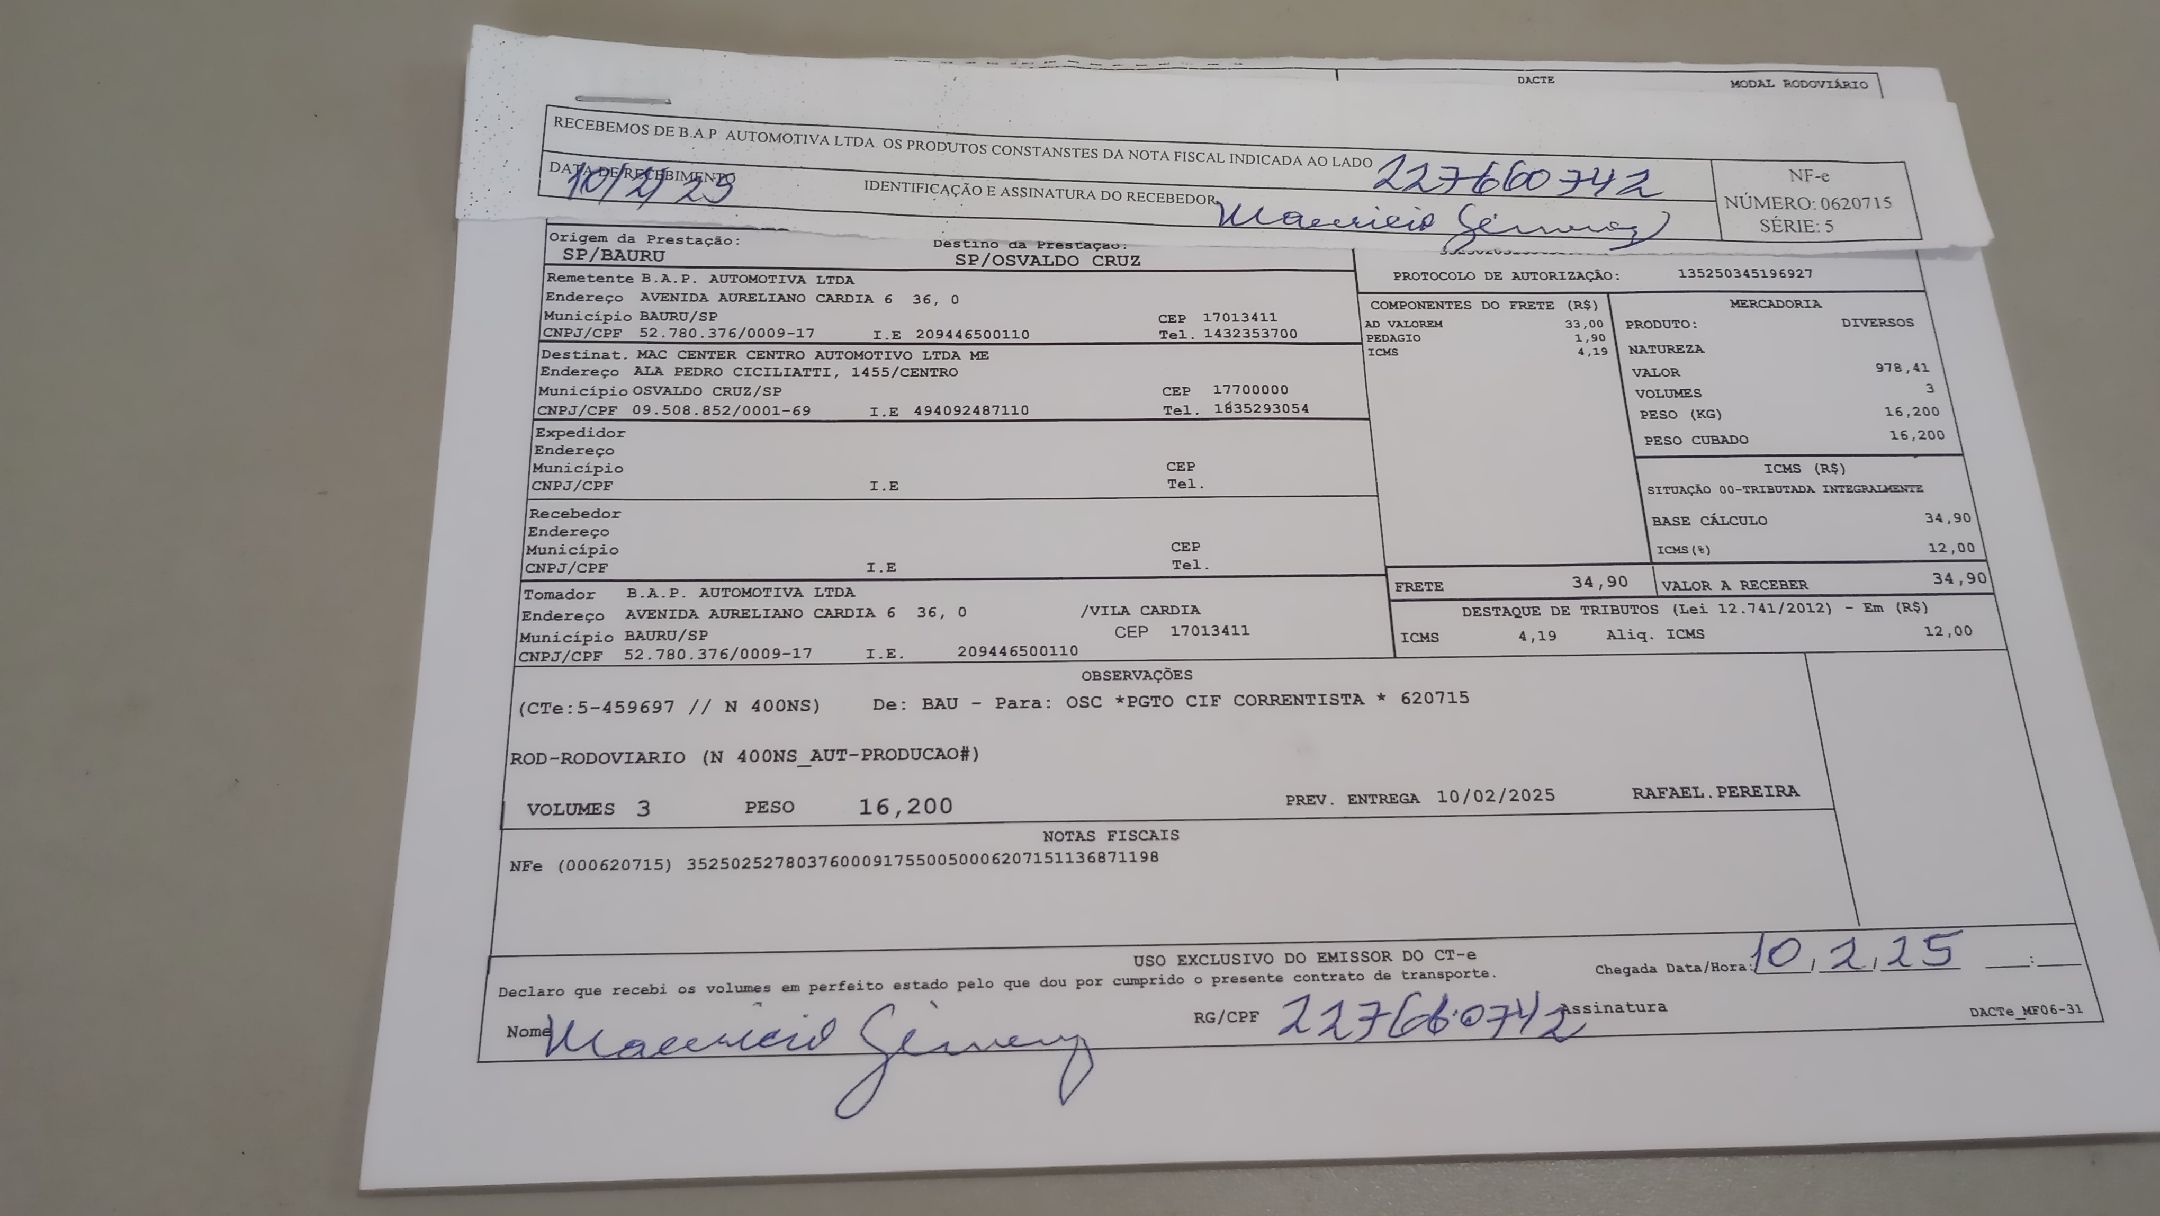 DACTE MODAL RODOVIÁRIO
RECEBEMOS DE B.A.P AUTOMOTIVA LTDA. OS PRODUTOS CONSTANSTES DA NOTA FISCAL INDICADA AO LADO 227660742
DATA DE RECEBIMENTO 10/2/25
IDENTIFICAÇÃO E ASSINATURA DO RECEBEDOR
NF-e
NÚMERO: 0620715
SÉRIE: 5
Origem da Prestação: Destino da Prestação:
SP/BAURU SP/OSVALDO CRUZ
Remetente B.A.P. AUTOMOTIVA LTDA
Endereço AVENIDA AURELIANO CARDIA 6 36, 0
Município BAURU/SP CEP 17013411
CNPJ/CPF 52.780.376/0009-17 I.E 209446500110 Tel. 1432353700
Destinat. MAC CENTER CENTRO AUTOMOTIVO LTDA ME
Endereço ALA PEDRO CICILIATTI, 1455/CENTRO
Município OSVALDO CRUZ/SP CEP 17700000
CNPJ/CPF 09.508.852/0001-69 I.E 494092487110 Tel. 1835293054
Expedidor
Endereço
Município CEP
CNPJ/CPF I.E Tel.
Recebedor
Endereço
Município CEP
CNPJ/CPF I.E Tel.
Tomador B.A.P. AUTOMOTIVA LTDA
Endereço AVENIDA AURELIANO CARDIA 6 36, 0 /VILA CARDIA
Município BAURU/SP CEP 17013411
CNPJ/CPF 52.780.376/0009-17 I.E. 209446500110
PROTOCOLO DE AUTORIZAÇÃO: 135250345196927
COMPONENTES DO FRETE (R$)
AD VALOREM 33,00
PEDAGIO 1,90
ICMS 4,19
MERCADORIA
PRODUTO: DIVERSOS
NATUREZA
VALOR 978,41
VOLUMES 3
PESO (KG) 16,200
PESO CUBADO 16,200
ICMS (R$)
SITUAÇÃO 00-TRIBUTADA INTEGRALMENTE
BASE CÁLCULO 34,90
ICMS(%) 12,00
FRETE 34,90 VALOR A RECEBER 34,90
DESTAQUE DE TRIBUTOS (Lei 12.741/2012) - Em (R$)
ICMS 4,19 Aliq. ICMS 12,00
OBSERVAÇÕES
(CTe:5-459697 // N 400NS) De: BAU - Para: OSC *PGTO CIF CORRENTISTA * 620715
ROD-RODOVIARIO (N 400NS_AUT-PRODUCAO#)
VOLUMES 3 PESO 16,200 PREV. ENTREGA 10/02/2025 RAFAEL.PEREIRA
NOTAS FISCAIS
NFe (000620715) 35250252780376000917550050006207151136871198
USO EXCLUSIVO DO EMISSOR DO CT-e
Declaro que recebi os volumes em perfeito estado pelo que dou por cumprido o presente contrato de transporte.
Chegada Data/Hora: 10/2/25 ___:___
Nome Mauricio
RG/CPF 227660742 Assinatura
DACTe_MF06-31